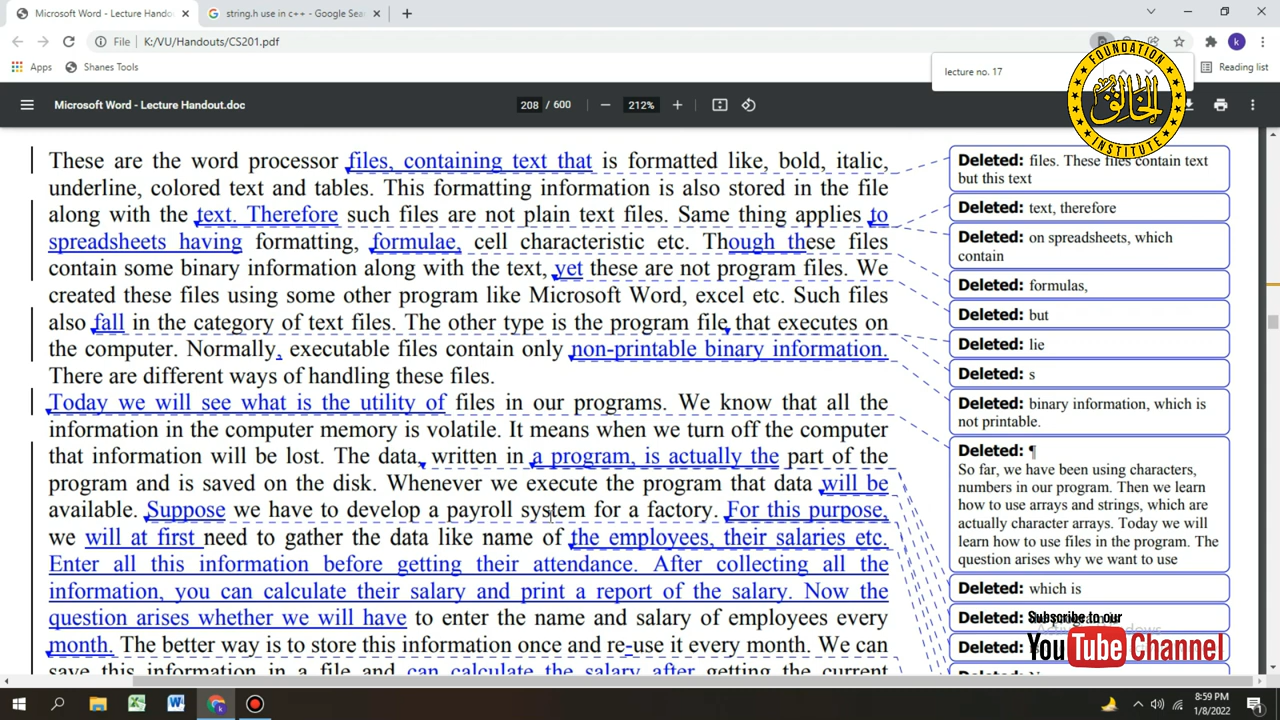 Microsoft Word - Lecture Handou
string.h use in c++ - Google Sea
File
K:/VU/Handouts/CS201.pdf
Apps
Shanes Tools
lecture no. 17
Reading list
FOUNDATION
الخالق
INSTITUTE
Microsoft Word - Lecture Handout.doc
208 / 600
212%
These are the word processor files, containing text that is formatted like, bold, italic,
underline, colored text and tables. This formatting information is also stored in the file
along with the text. Therefore such files are not plain text files. Same thing applies to
spreadsheets having formatting, formulae, cell characteristic etc. Though these files
contain some binary information along with the text, yet these are not program files. We
created these files using some other program like Microsoft Word, excel etc. Such files
also fall in the category of text files. The other type is the program file that executes on
the computer. Normally, executable files contain only non-printable binary information.
There are different ways of handling these files.
Today we will see what is the utility of files in our programs. We know that all the
information in the computer memory is volatile. It means when we turn off the computer
that information will be lost. The data, written in a program, is actually the part of the
program and is saved on the disk. Whenever we execute the program that data will be
available. Suppose we have to develop a payroll system for a factory. For this purpose,
we will at first need to gather the data like name of the employees, their salaries etc.
Enter all this information before getting their attendance. After collecting all the
information, you can calculate their salary and print a report of the salary. Now the
question arises whether we will have to enter the name and salary of employees every
month. The better way is to store this information once and re-use it every month. We can
save this information in a file and can calculate the salary after getting the current
Deleted: files. These files contain text
but this text
Deleted: text, therefore
Deleted: on spreadsheets, which
contain
Deleted: formulas,
Deleted: but
Deleted: lie
Deleted: s
Deleted: binary information, which is
not printable.
Deleted: ¶
So far, we have been using characters,
numbers in our program. Then we learn
how to use arrays and strings, which are
actually character arrays. Today we will
learn how to use files in the program. The
question arises why we want to use
Deleted: which is
Deleted:
Deleted:
Subscribe to our
YouTube Channel
8:59 PM
1/8/2022